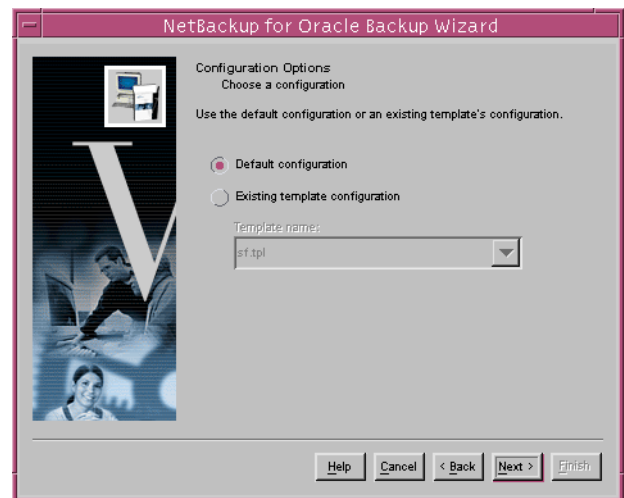 NetBackup for Oracle Backup Wizard
Configuration Options
Choose a configuration
Use the default configuration or an existing template's configuration.
Default configuration
Existing template configuration
Template name:
sf.tpl
V
Help Cancel < Back Next > Finish